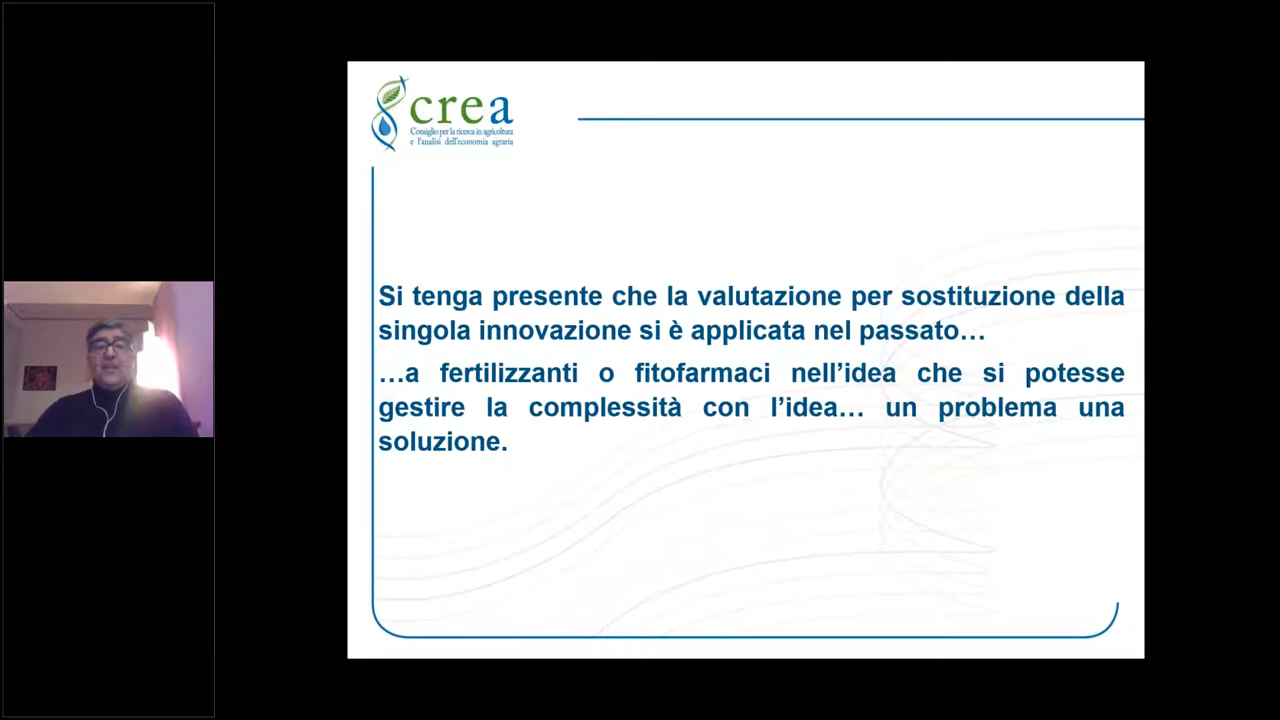 crea
Consiglio per la ricerca in agricoltura
e l'analisi dell'economia agraria
Si tenga presente che la valutazione per sostituzione della
singola innovazione si è applicata nel passato…
…a fertilizzanti o fitofarmaci nell’idea che si potesse
gestire la complessità con l’idea… un problema una
soluzione.